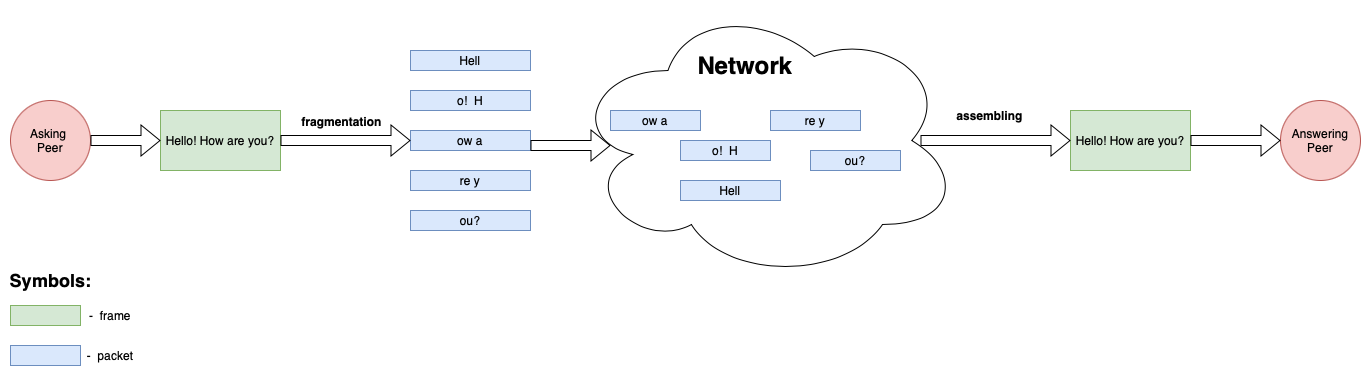 Asking
Peer
Hello! How are you?
fragmentation
Hell
o!  H
ow a
re y
ou?
Network
ow a
re y
o!  H
ou?
Hell
assembling
Hello! How are you?
Answering
Peer
Symbols:
-  frame
-  packet